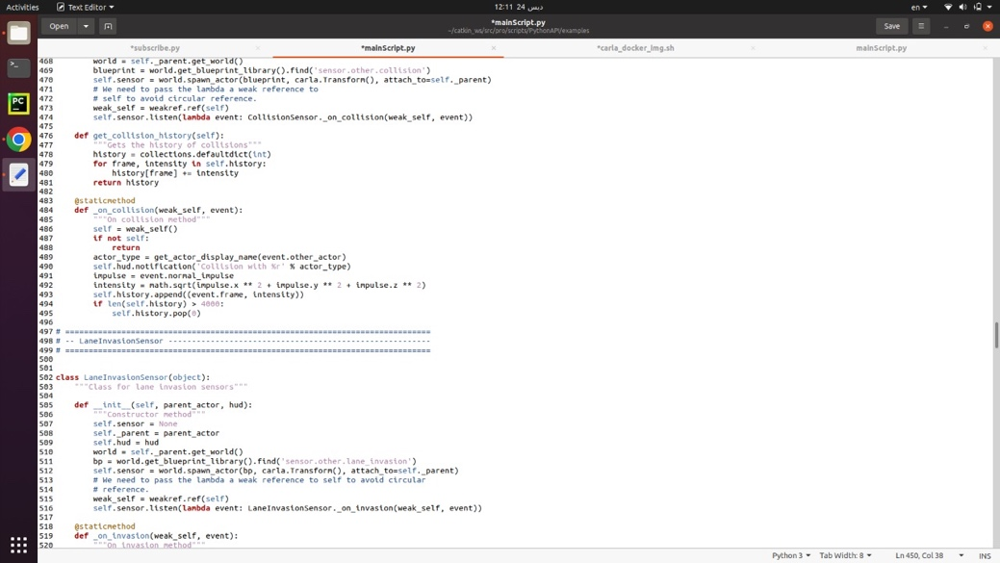 Activities
Text Editor
12:11 24 ديس
en
Open
*mainScript.py
~/catkin_ws/src/pro/scripts/PythonAPI/examples
Save
*subscribe.py
*mainScript.py
*carla_docker_img.sh
mainScript.py
468 world = self._parent.get_world()
469 blueprint = world.get_blueprint_library().find('sensor.other.collision')
470 self.sensor = world.spawn_actor(blueprint, carla.Transform(), attach_to=self._parent)
471 # We need to pass the lambda a weak reference to
472 # self to avoid circular reference.
473 weak_self = weakref.ref(self)
474 self.sensor.listen(lambda event: CollisionSensor._on_collision(weak_self, event))
475
476 def get_collision_history(self):
477 """Gets the history of collisions"""
478 history = collections.defaultdict(int)
479 for frame, intensity in self.history:
480 history[frame] += intensity
481 return history
482
483 @staticmethod
484 def _on_collision(weak_self, event):
485 """On collision method"""
486 self = weak_self()
487 if not self:
488 return
489 actor_type = get_actor_display_name(event.other_actor)
490 self.hud.notification('Collision with %r' % actor_type)
491 impulse = event.normal_impulse
492 intensity = math.sqrt(impulse.x ** 2 + impulse.y ** 2 + impulse.z ** 2)
493 self.history.append((event.frame, intensity))
494 if len(self.history) > 4000:
495 self.history.pop(0)
496
497 # ==============================================================================
498 # -- LaneInvasionSensor --------------------------------------------------------
499 # ==============================================================================
500
501
502 class LaneInvasionSensor(object):
503 """Class for lane invasion sensors"""
504
505 def __init__(self, parent_actor, hud):
506 """Constructor method"""
507 self.sensor = None
508 self._parent = parent_actor
509 self.hud = hud
510 world = self._parent.get_world()
511 bp = world.get_blueprint_library().find('sensor.other.lane_invasion')
512 self.sensor = world.spawn_actor(bp, carla.Transform(), attach_to=self._parent)
513 # We need to pass the lambda a weak reference to self to avoid circular
514 # reference.
515 weak_self = weakref.ref(self)
516 self.sensor.listen(lambda event: LaneInvasionSensor._on_invasion(weak_self, event))
517
518 @staticmethod
519 def _on_invasion(weak_self, event):
520 """On invasion method"""
PC
Python 3
Tab Width: 8
Ln 450, Col 38
INS